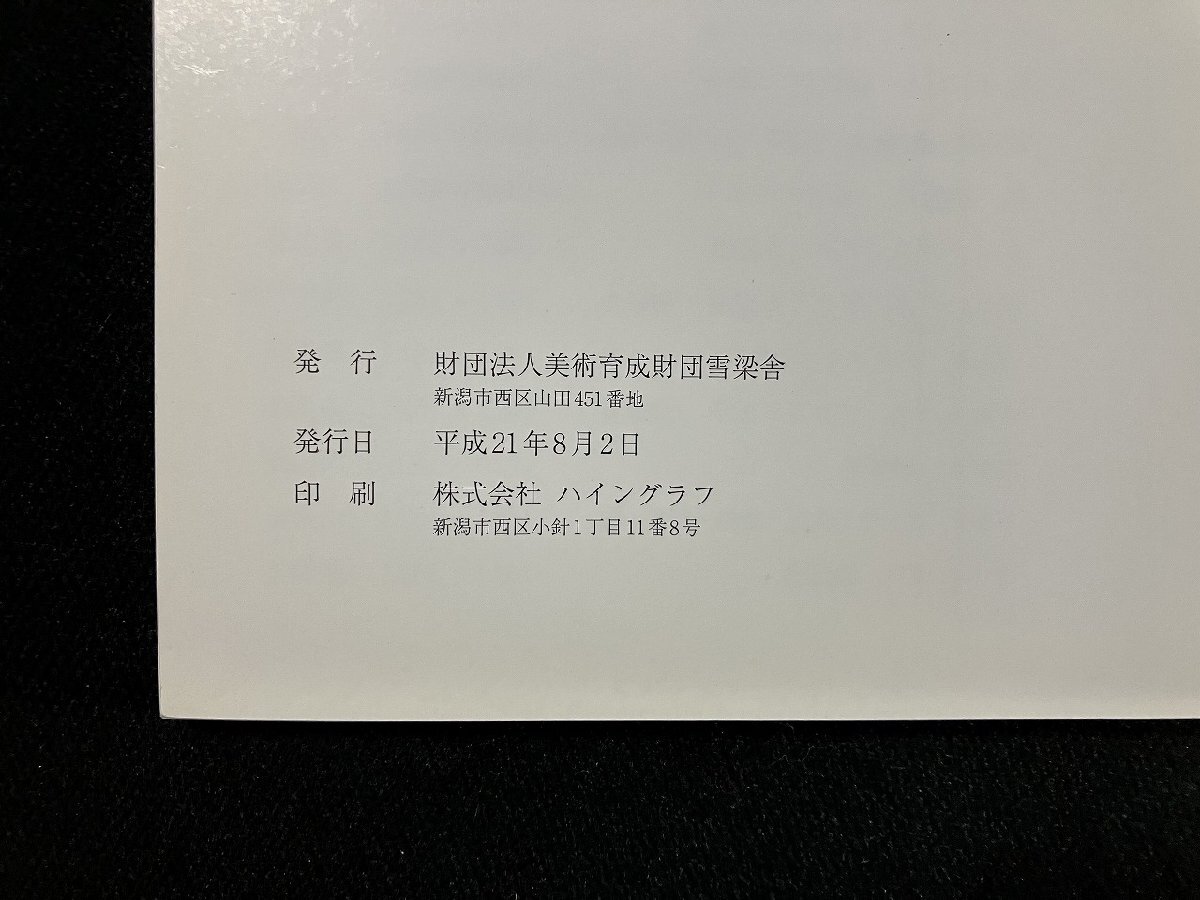 発　行　財団法人美術育成財団雪梁舎
新潟市西区山田451番地
発行日　平成21年8月2日
印　刷　株式会社 ハイングラフ
新潟市西区小針1丁目11番8号